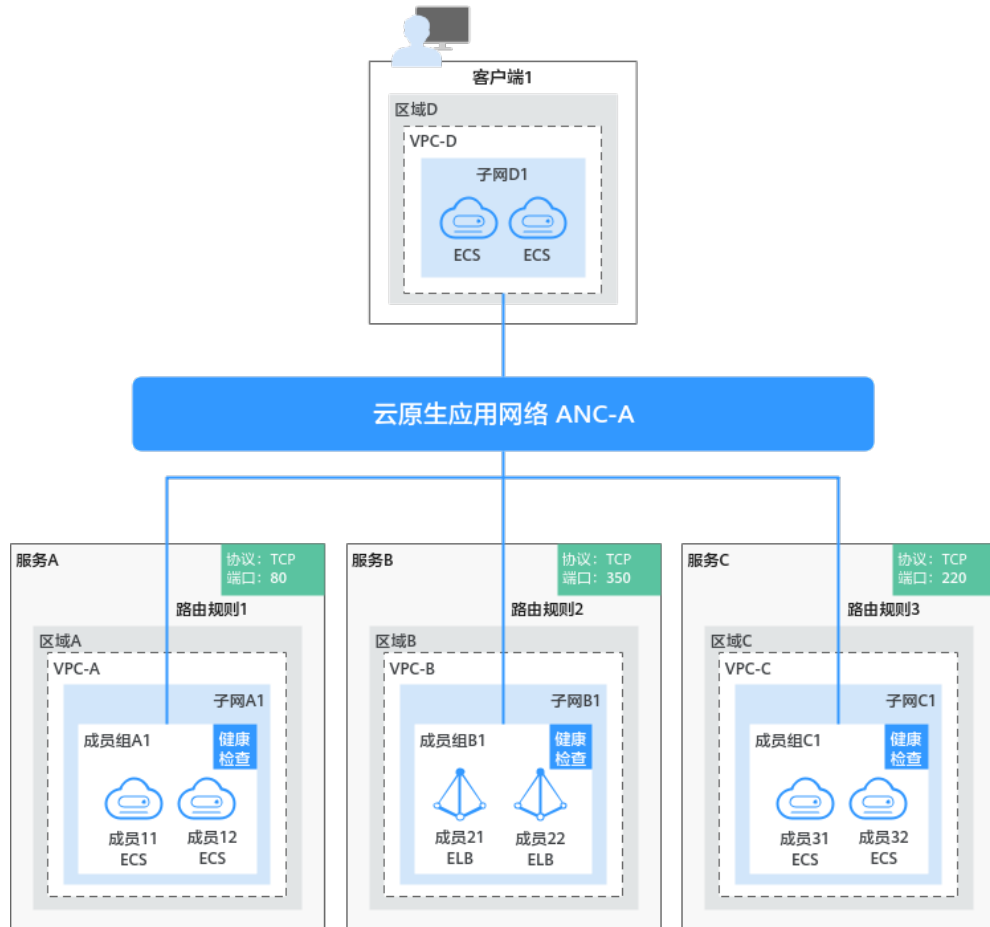 客户端1
区域D
VPC-D
子网D1
ECS
ECS
云原生应用网络 ANC-A
服务A
协议：TCP
端口：80
路由规则1
区域A
VPC-A
子网A1
成员组A1
健康
检查
成员11
ECS
成员12
ECS
服务B
协议：TCP
端口：350
路由规则2
区域B
VPC-B
子网B1
成员组B1
健康
检查
成员21
ELB
成员22
ELB
服务C
协议：TCP
端口：220
路由规则3
区域C
VPC-C
子网C1
成员组C1
健康
检查
成员31
ECS
成员32
ECS